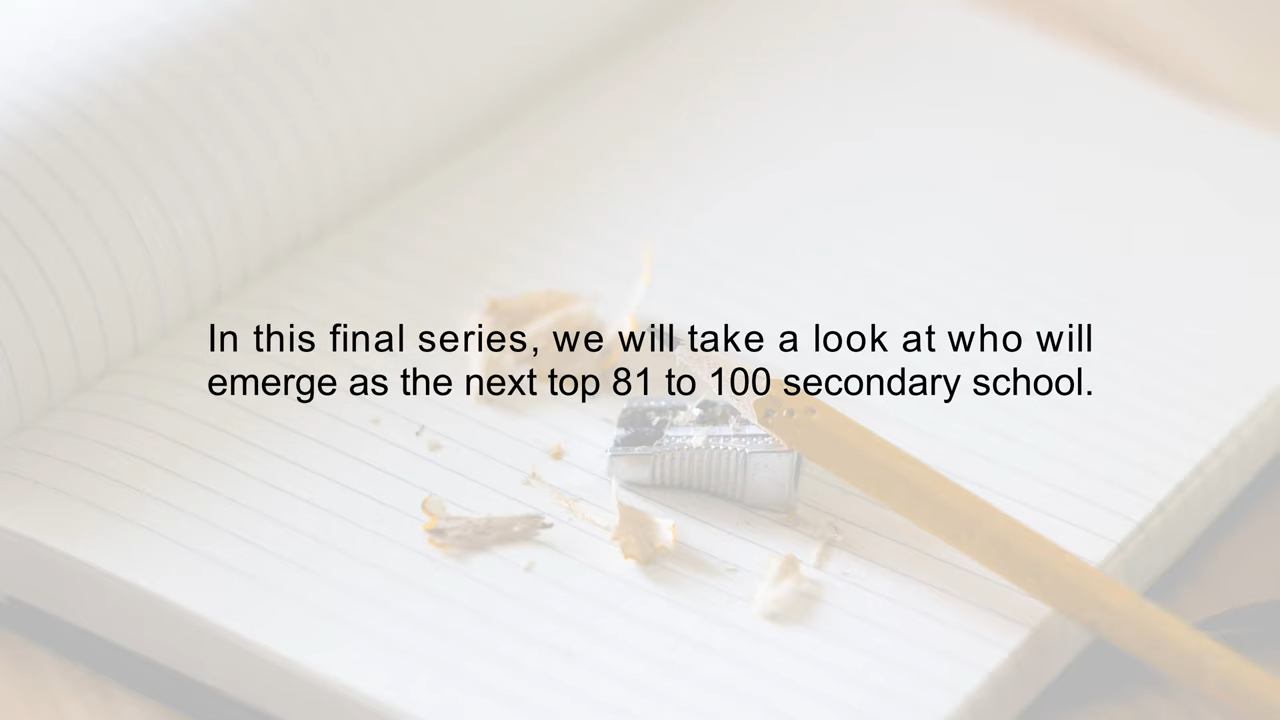 In this final series, we will take a look at who will
emerge as the next top 81 to 100 secondary school.